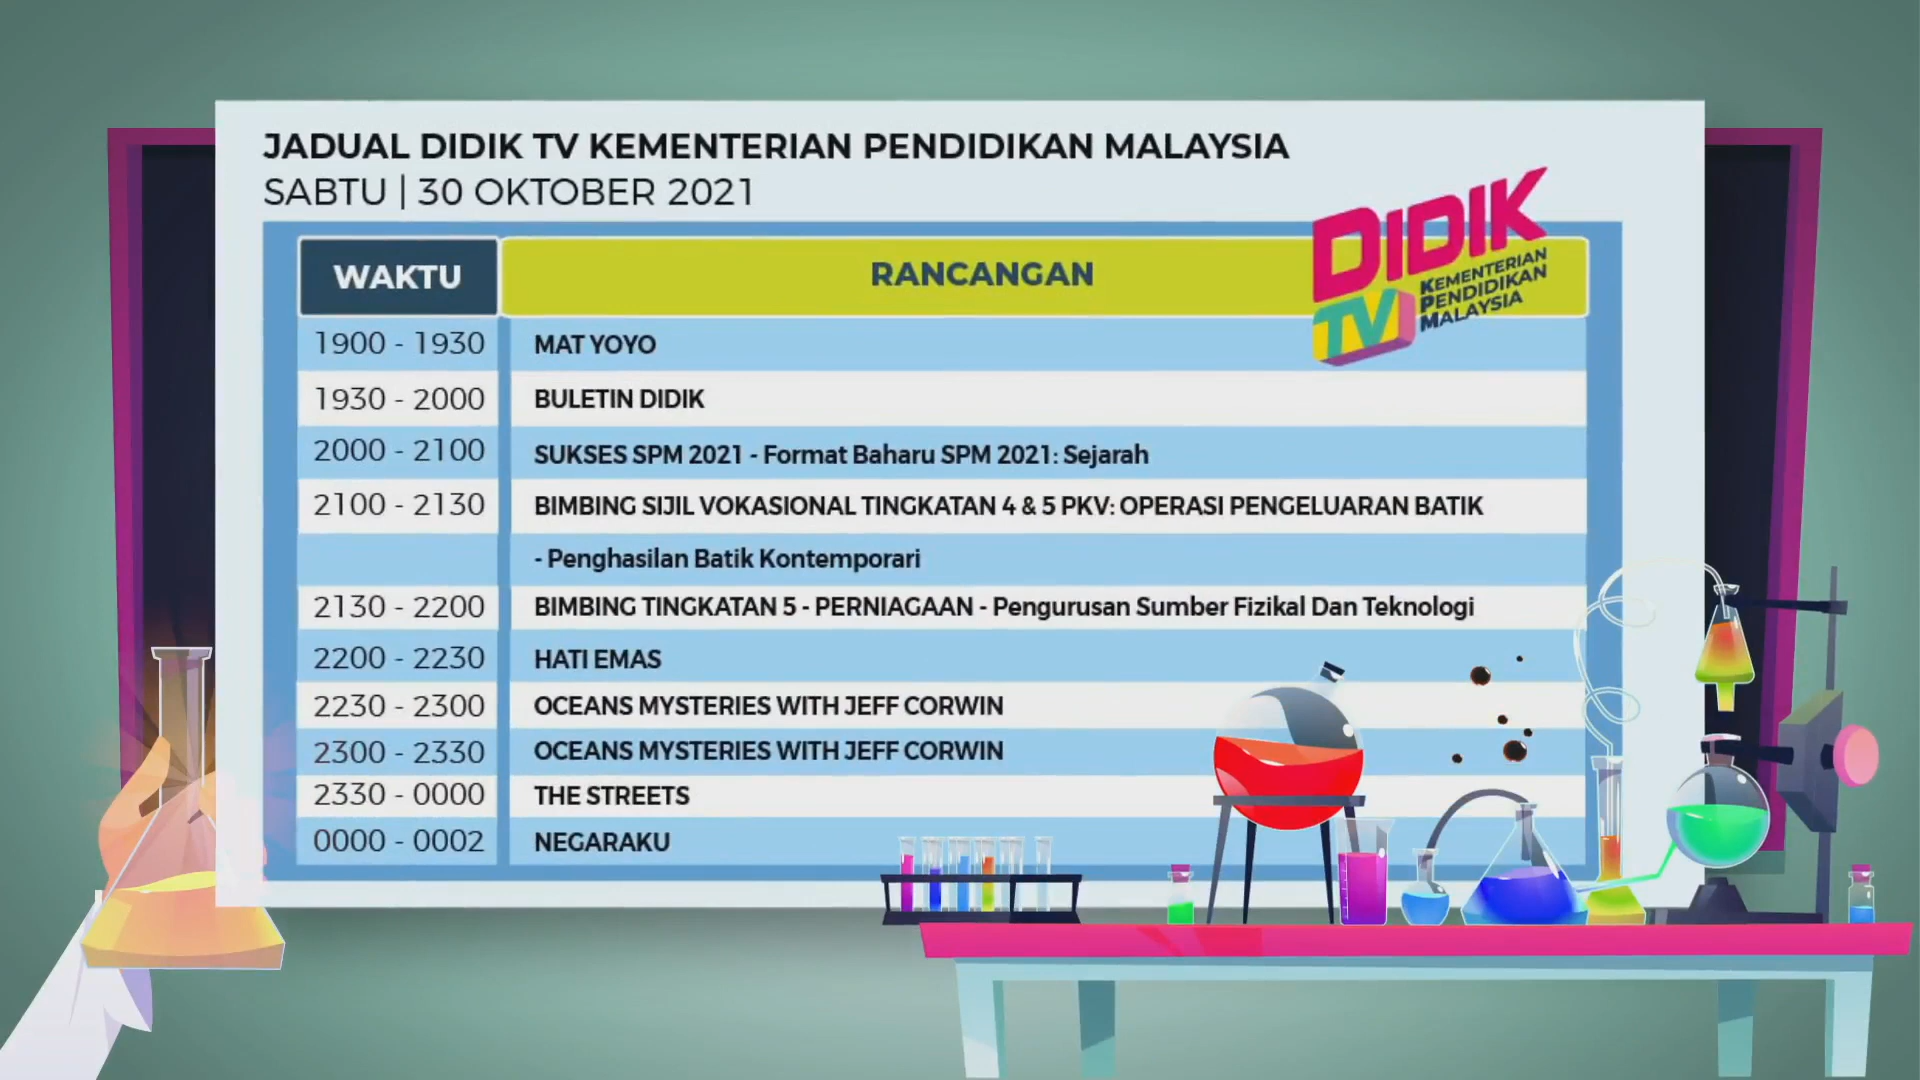 JADUAL DIDIK TV KEMENTERIAN PENDIDIKAN MALAYSIA
SABTU | 30 OKTOBER 2021
DIDIK
TV
KEMENTERIAN
PENDIDIKAN
MALAYSIA
WAKTU RANCANGAN
1900 - 1930 MAT YOYO
1930 - 2000 BULETIN DIDIK
2000 - 2100 SUKSES SPM 2021 - Format Baharu SPM 2021: Sejarah
2100 - 2130 BIMBING SIJIL VOKASIONAL TINGKATAN 4 & 5 PKV: OPERASI PENGELUARAN BATIK
- Penghasilan Batik Kontemporari
2130 - 2200 BIMBING TINGKATAN 5 - PERNIAGAAN - Pengurusan Sumber Fizikal Dan Teknologi
2200 - 2230 HATI EMAS
2230 - 2300 OCEANS MYSTERIES WITH JEFF CORWIN
2300 - 2330 OCEANS MYSTERIES WITH JEFF CORWIN
2330 - 0000 THE STREETS
0000 - 0002 NEGARAKU